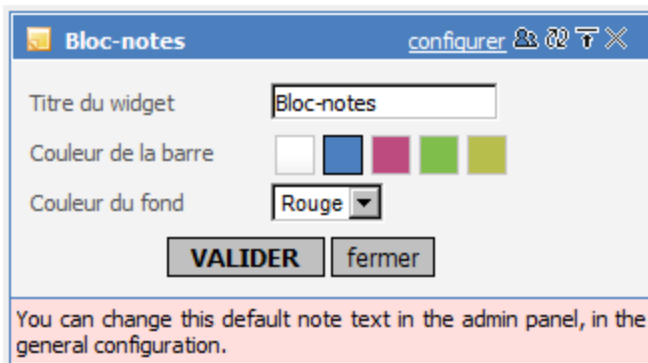 Bloc-notes configurer
Titre du widget Bloc-notes
Couleur de la barre
Couleur du fond Rouge
VALIDER fermer
You can change this default note text in the admin panel, in the
general configuration.